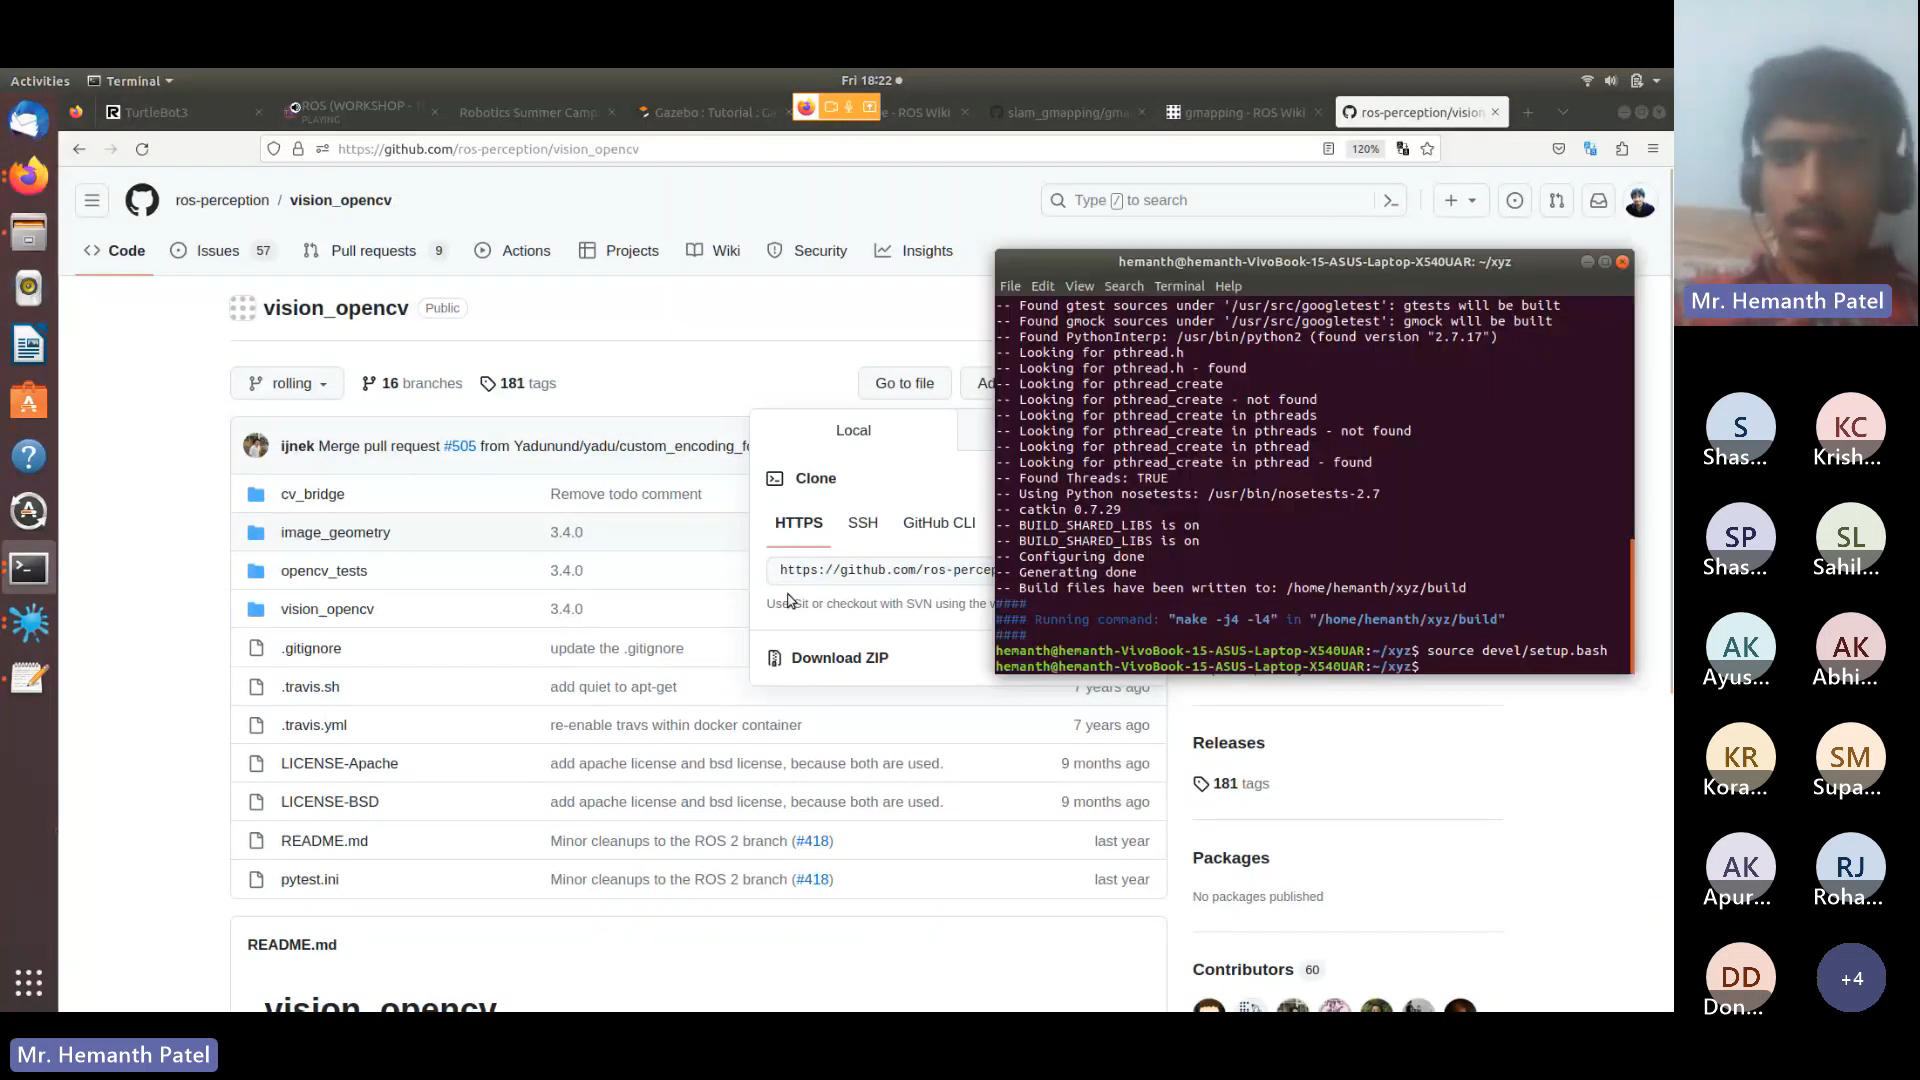 Activities
Terminal
Fri 18:22
TurtleBot3
ROS (WORKSHOP -
PLAYING
Robotics Summer Camp
Gazebo : Tutorial : G
e - ROS Wiki
slam_gmapping/gma
gmapping - ROS Wiki
ros-perception/vision
https://github.com/ros-perception/vision_opencv
120%
ros-perception / vision_opencv
Type / to search
Code
Issues 57
Pull requests 9
Actions
Projects
Wiki
Security
Insights
vision_opencv Public
rolling
16 branches
181 tags
Go to file
Ad
ijnek Merge pull request #505 from Yadunund/yadu/custom_encoding_fo
cv_bridge Remove todo comment
image_geometry 3.4.0
opencv_tests 3.4.0
vision_opencv 3.4.0
.gitignore update the .gitignore
.travis.sh add quiet to apt-get 7 years ago
.travis.yml re-enable travs within docker container 7 years ago
LICENSE-Apache add apache license and bsd license, because both are used. 9 months ago
LICENSE-BSD add apache license and bsd license, because both are used. 9 months ago
README.md Minor cleanups to the ROS 2 branch (#418) last year
pytest.ini Minor cleanups to the ROS 2 branch (#418) last year
README.md
vision_opencv
Local
Clone
HTTPS SSH GitHub CLI
https://github.com/ros-percep
Use Git or checkout with SVN using the w
Download ZIP
hemanth@hemanth-VivoBook-15-ASUS-Laptop-X540UAR: ~/xyz
File Edit View Search Terminal Help
-- Found gtest sources under '/usr/src/googletest': gtests will be built
-- Found gmock sources under '/usr/src/googletest': gmock will be built
-- Found PythonInterp: /usr/bin/python2 (found version "2.7.17")
-- Looking for pthread.h
-- Looking for pthread.h - found
-- Looking for pthread_create
-- Looking for pthread_create - not found
-- Looking for pthread_create in pthreads
-- Looking for pthread_create in pthreads - not found
-- Looking for pthread_create in pthread
-- Looking for pthread_create in pthread - found
-- Found Threads: TRUE
-- Using Python nosetests: /usr/bin/nosetests-2.7
-- catkin 0.7.29
-- BUILD_SHARED_LIBS is on
-- BUILD_SHARED_LIBS is on
-- Configuring done
-- Generating done
-- Build files have been written to: /home/hemanth/xyz/build
####
#### Running command: "make -j4 -l4" in "/home/hemanth/xyz/build"
####
hemanth@hemanth-VivoBook-15-ASUS-Laptop-X540UAR:~/xyz$ source devel/setup.bash
hemanth@hemanth-VivoBook-15-ASUS-Laptop-X540UAR:~/xyz$
Releases
181 tags
Packages
No packages published
Contributors 60
Mr. Hemanth Patel
S KC
Shas... Krish...
SP SL
Shas... Sahil...
AK AK
Ayus... Abhi...
KR SM
Kora... Supa...
AK RJ
Apur... Roha...
DD +4
Don...
Mr. Hemanth Patel